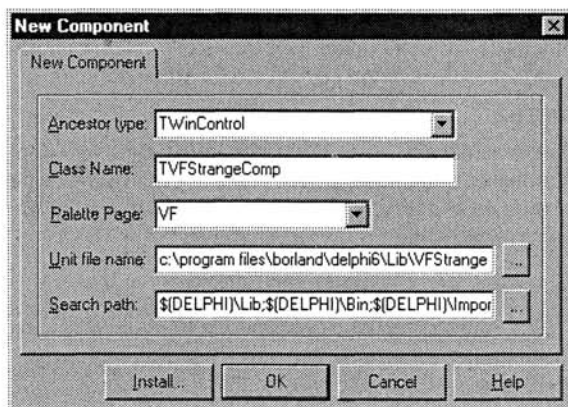 New Component
New Component
Ancestor type: TWinControl
Class Name: TVFStrangeComp
Palatte Page: VF
Unit file name: c:\program files\borland\delphi6\Lib\VFStrange ...
Search path: $(DELPHI)\Lib;$(DELPHI)\Bin;$(DELPHI)\Impor ...
Install... OK Cancel Help